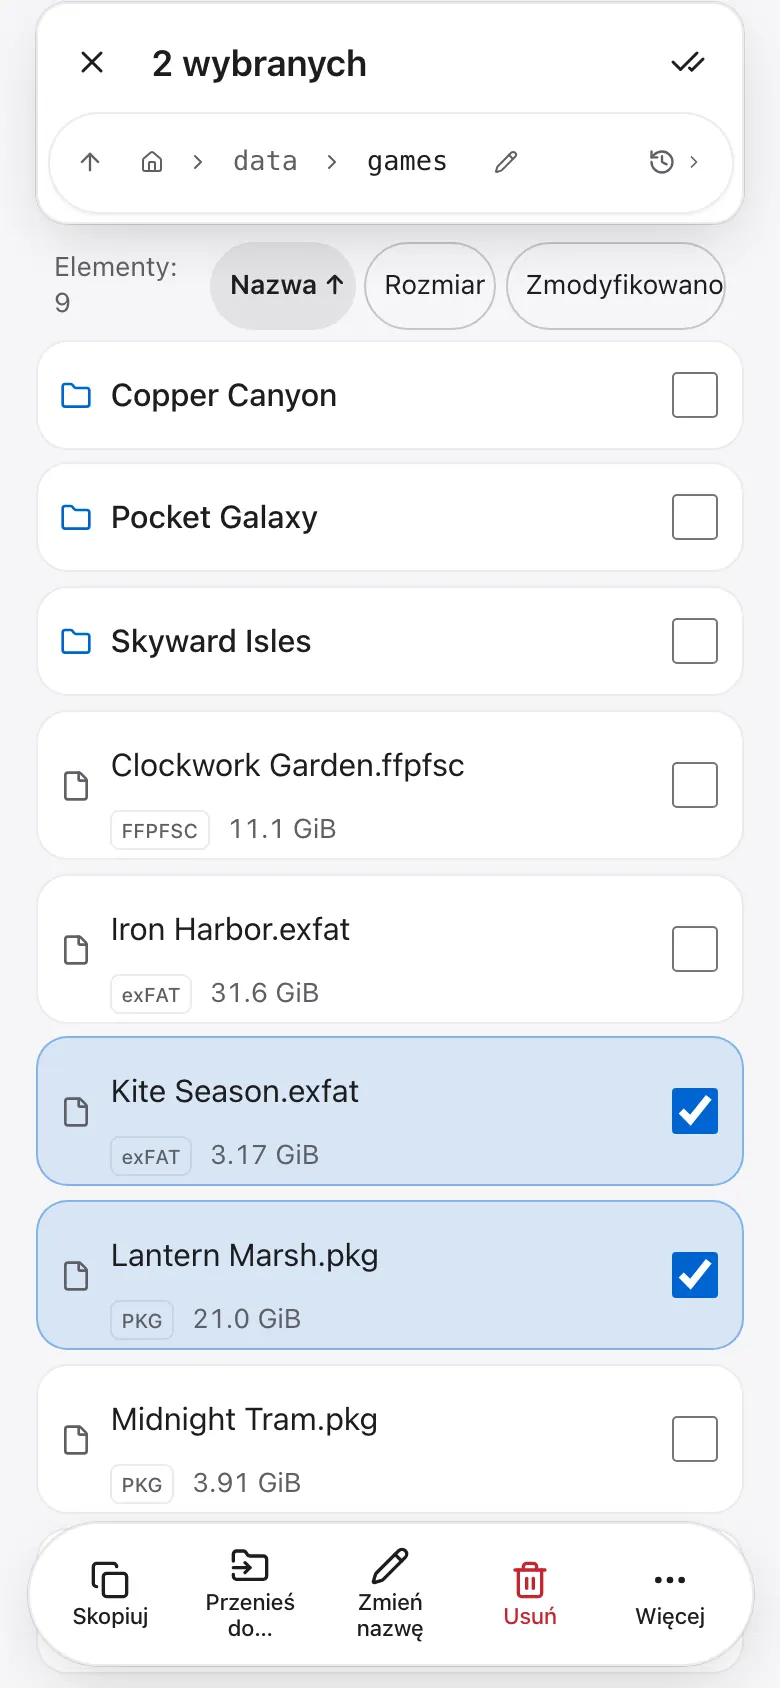 2 wybranych
data
games
Elementy:
9
Nazwa ↑
Rozmiar
Zmodyfikowano
Copper Canyon
Pocket Galaxy
Skyward Isles
Clockwork Garden.ffpfsc
FFPFSC 11.1 GiB
Iron Harbor.exfat
exFAT 31.6 GiB
Kite Season.exfat
exFAT 3.17 GiB
Lantern Marsh.pkg
PKG 21.0 GiB
Midnight Tram.pkg
PKG 3.91 GiB
Skopiuj
Przenieś
do...
Zmień
nazwę
Usuń
Więcej